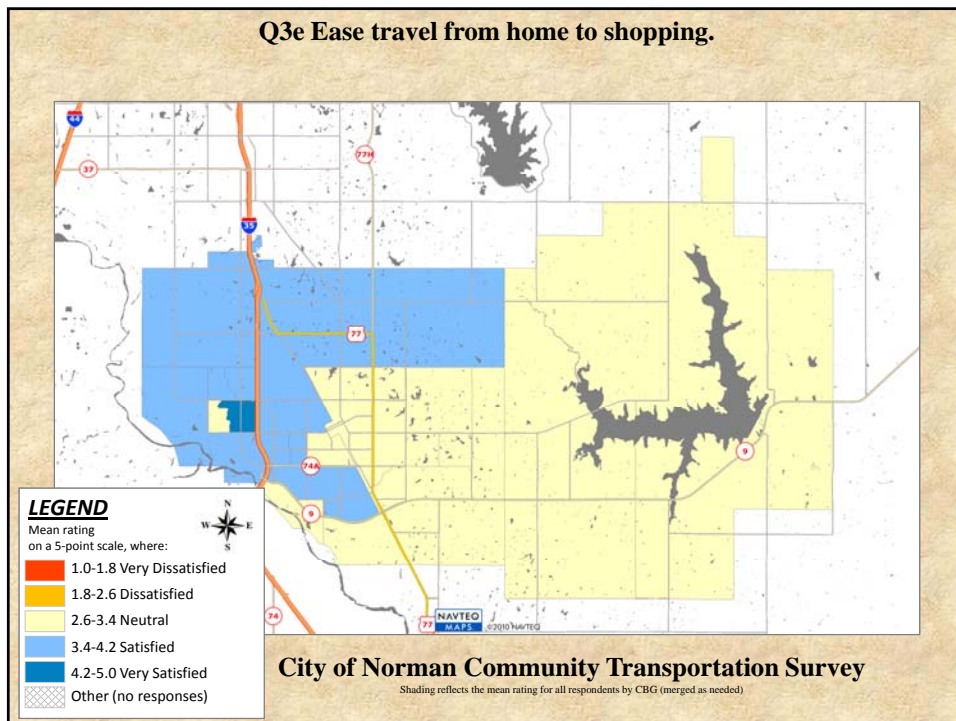 Q3e Ease travel from home to shopping.
44
37
77H
35
77
74A
9
9
74
77
NAVTEQ
MAPS
©2010 NAVTEQ
LEGEND
Mean rating
on a 5-point scale, where:
N
W E
S
1.0-1.8 Very Dissatisfied
1.8-2.6 Dissatisfied
2.6-3.4 Neutral
3.4-4.2 Satisfied
4.2-5.0 Very Satisfied
Other (no responses)
City of Norman Community Transportation Survey
Shading reflects the mean rating for all respondents by CBG (merged as needed)